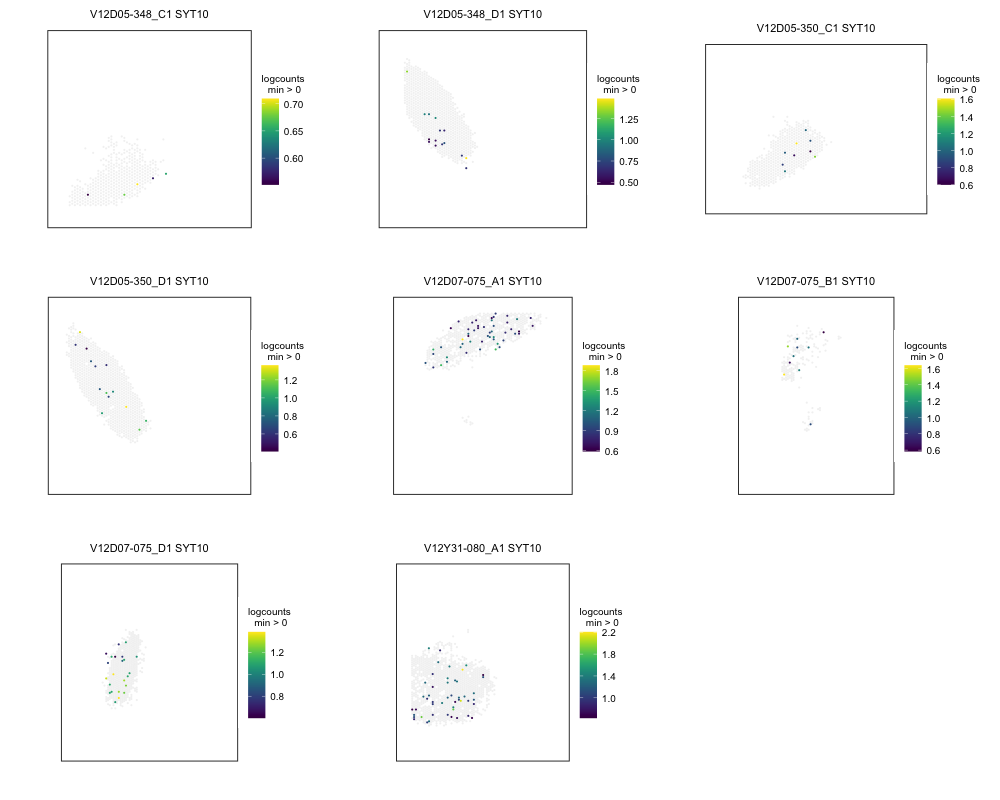 V12D05-348_C1 SYT10
logcounts
min > 0
0.70
0.65
0.60
V12D05-348_D1 SYT10
logcounts
min > 0
1.25
1.00
0.75
0.50
V12D05-350_C1 SYT10
logcounts
min > 0
1.6
1.4
1.2
1.0
0.8
0.6
V12D05-350_D1 SYT10
logcounts
min > 0
1.2
1.0
0.8
0.6
V12D07-075_A1 SYT10
logcounts
min > 0
1.8
1.5
1.2
0.9
0.6
V12D07-075_B1 SYT10
logcounts
min > 0
1.6
1.4
1.2
1.0
0.8
0.6
V12D07-075_D1 SYT10
logcounts
min > 0
1.2
1.0
0.8
V12Y31-080_A1 SYT10
logcounts
min > 0
2.2
1.8
1.4
1.0